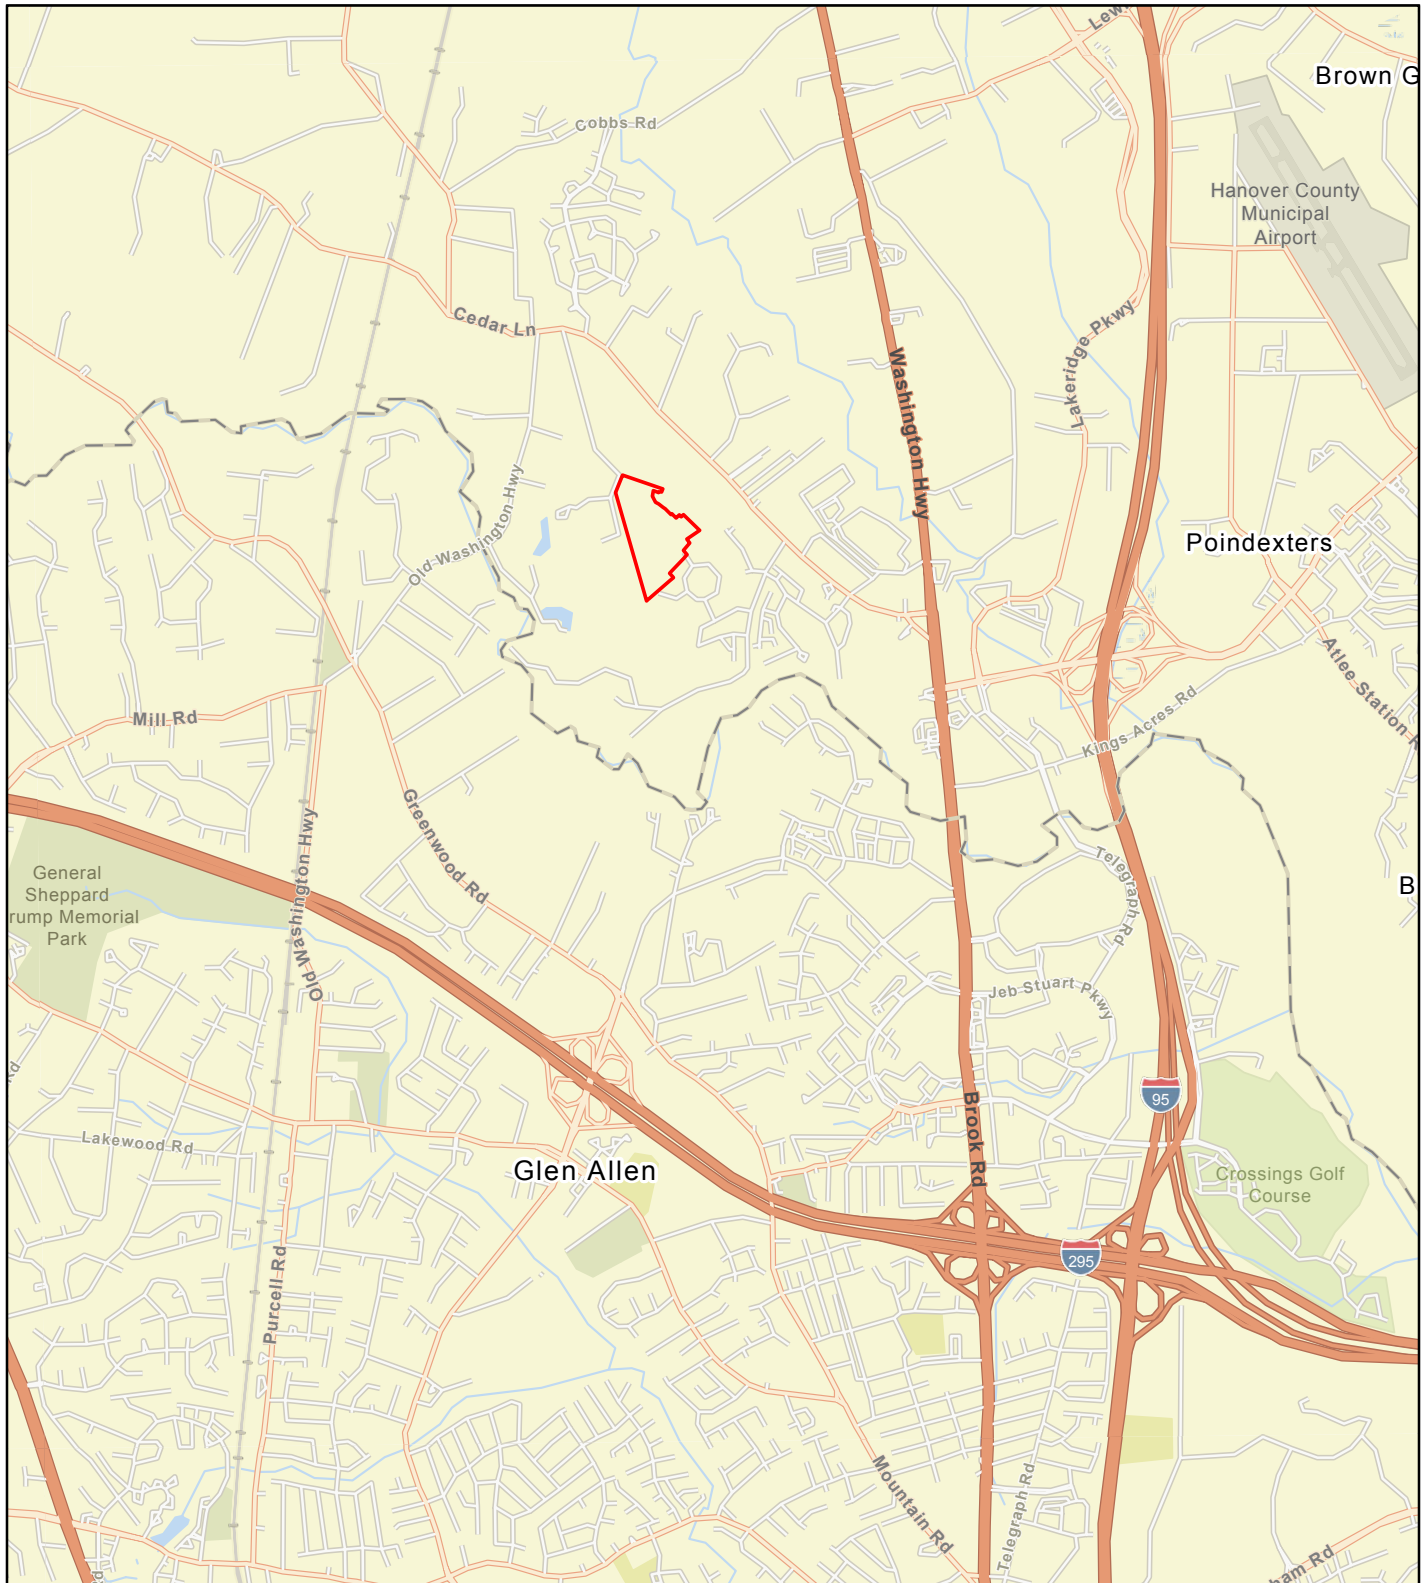 Lew
Brown G
Cobbs Rd
Hanover County
Municipal
Airport
Cedar Ln
Lakeridge Pkwy
Washington Hwy
Old Washington Hwy
Poindexters
Atlee Station R
Mill Rd
Kings Acres Rd
Greenwood Rd
Old Washington Hwy
Telegraph Rd
General
Sheppard
rump Memorial
Park
B
Jeb Stuart Pkwy
Rd
95
Brook Rd
Lakewood Rd
Glen Allen
Crossings Golf
Course
295
Purcell Rd
Mountain Rd
Telegraph Rd
ham Rd